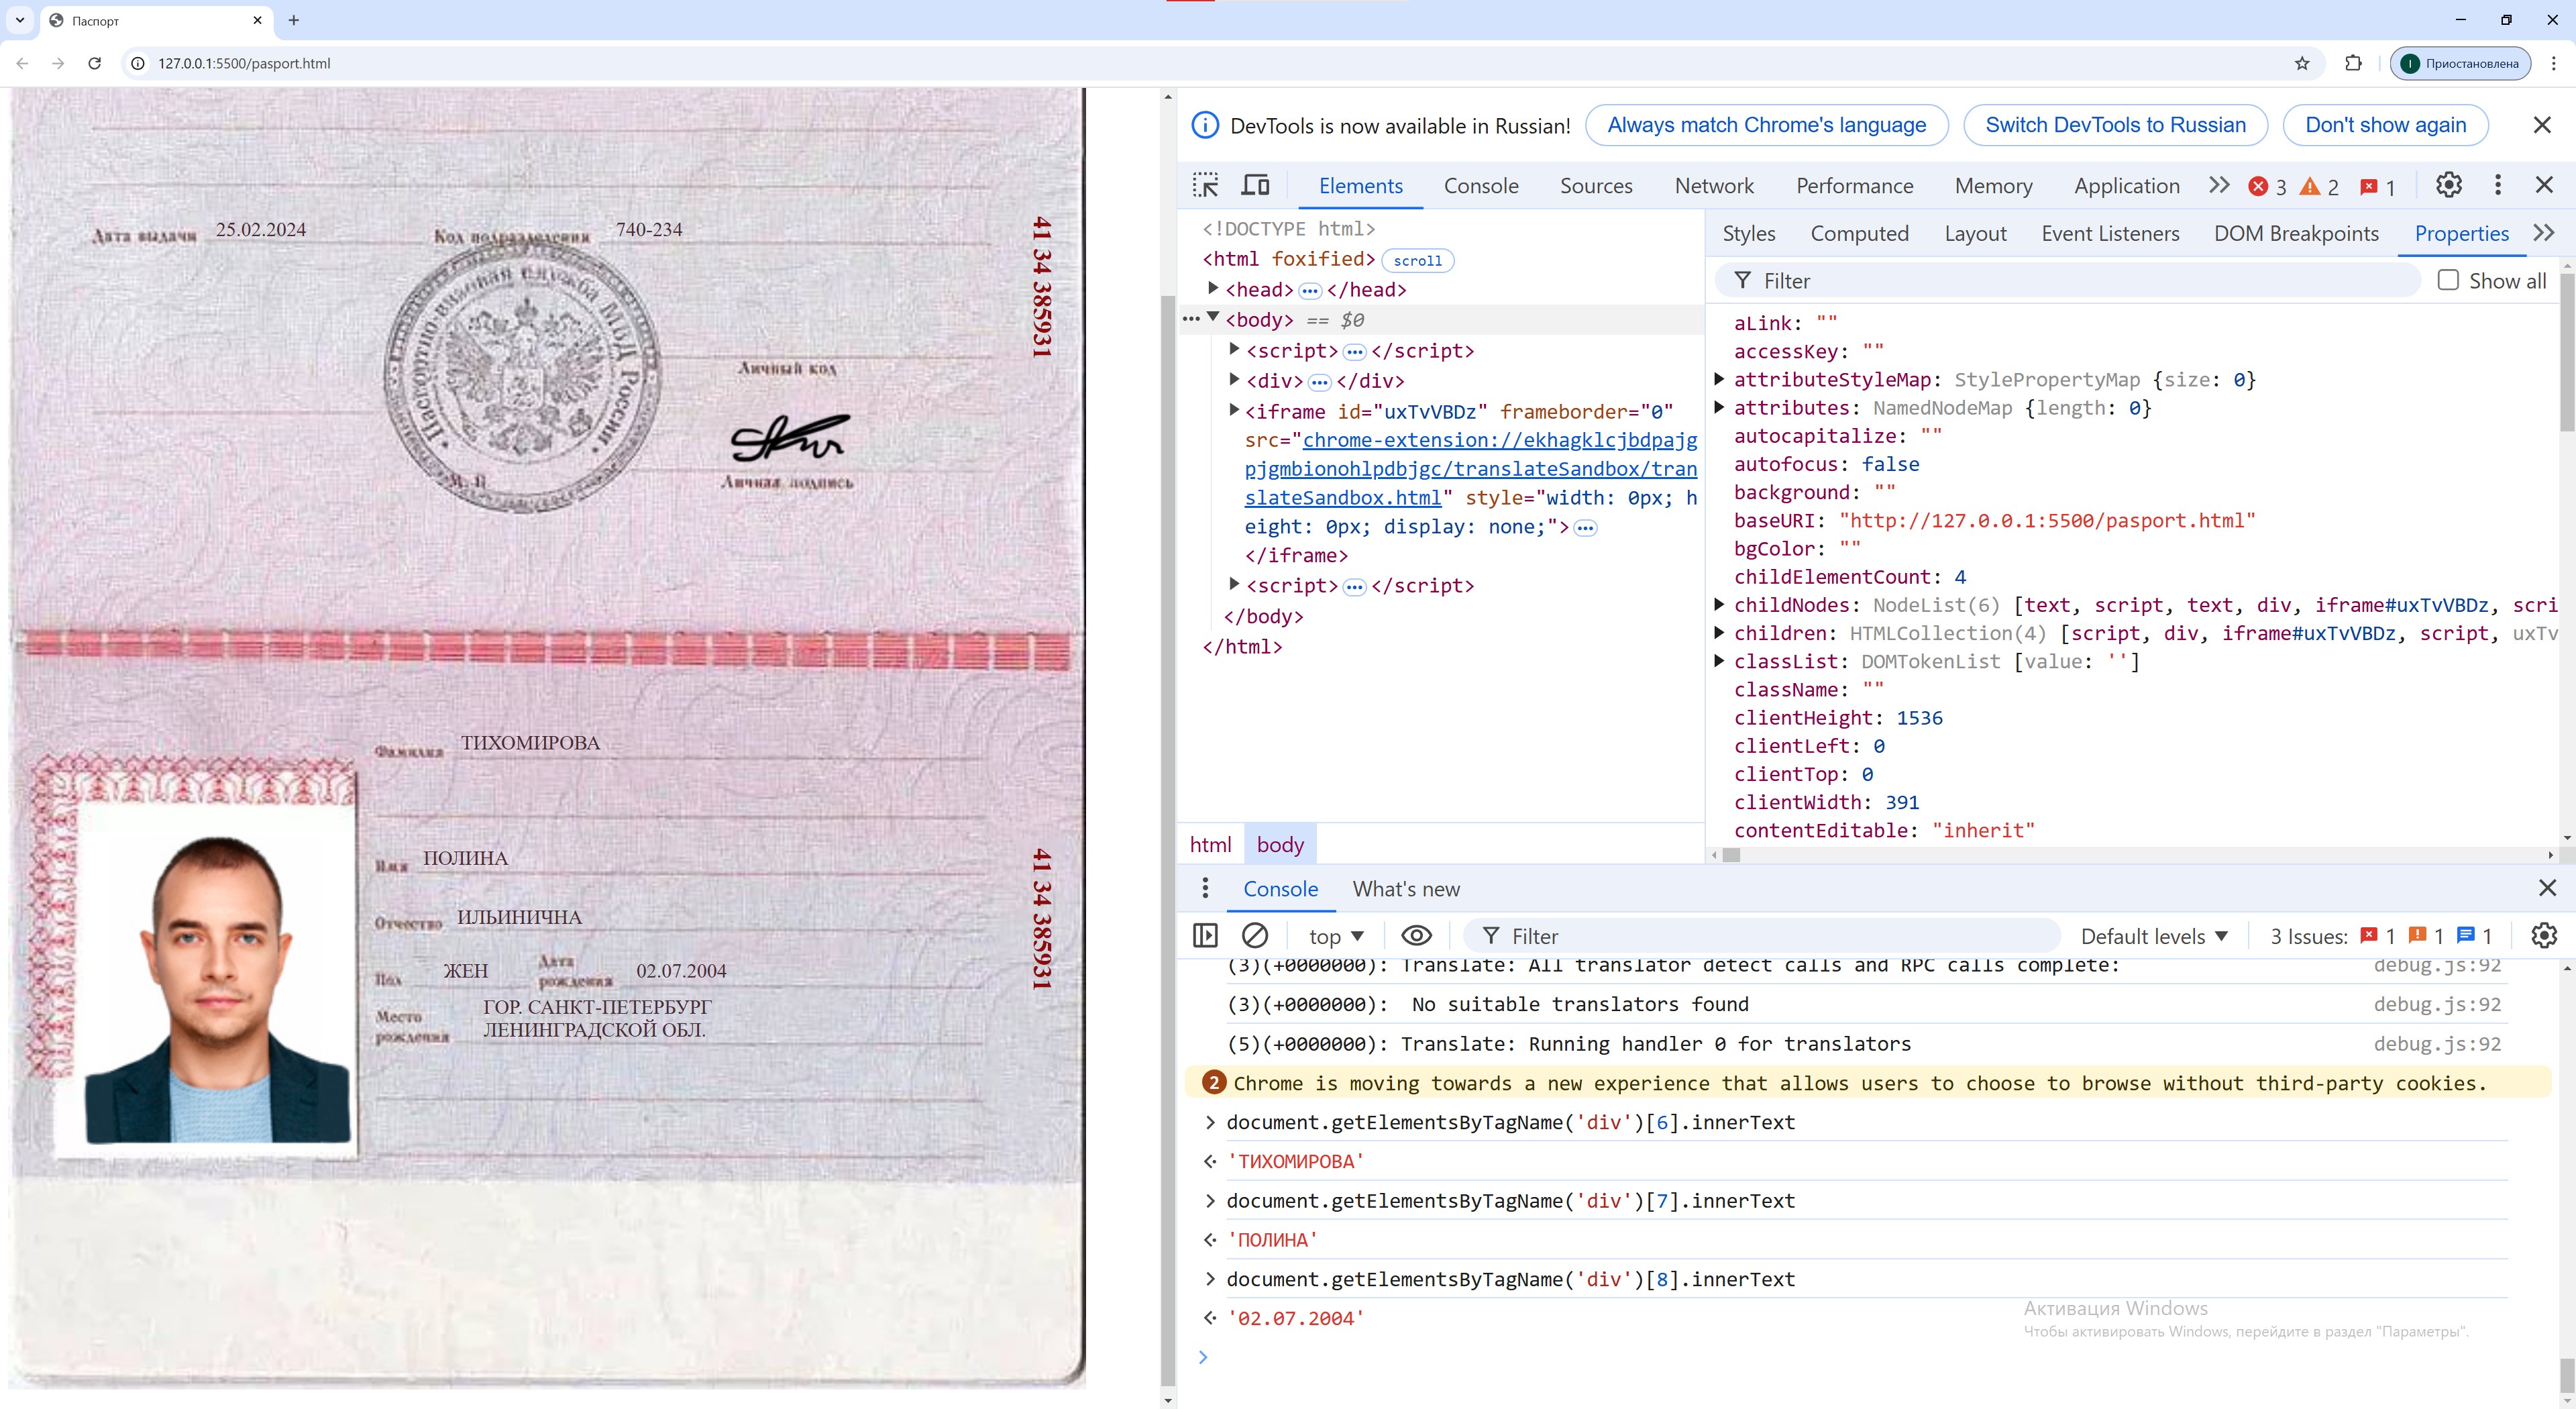 Паспорт
127.0.0.1:5500/pasport.html
Приостановлена
Дата выдачи 25.02.2024 Код подразделения 740-234
41 34 385931
Паспортно-визовая служба МВД России
М. П.
Личный код
Личная подпись
Фамилия ТИХОМИРОВА
Имя ПОЛИНА
Отчество ИЛЬИНИЧНА
Пол ЖЕН Дата рождения 02.07.2004
Место рождения ГОР. САНКТ-ПЕТЕРБУРГ
ЛЕНИНГРАДСКОЙ ОБЛ.
41 34 385931
DevTools is now available in Russian! Always match Chrome's language Switch DevTools to Russian Don't show again
Elements Console Sources Network Performance Memory Application 3 2 1
<!DOCTYPE html>
<html foxified> scroll
<head> … </head>
<body> == $0
<script> … </script>
<div> … </div>
<iframe id="uxTvVBDz" frameborder="0"
src="chrome-extension://ekhagklcjbdpajg
pjgmbionohlpdbjgc/translateSandbox/tran
slateSandbox.html" style="width: 0px; h
eight: 0px; display: none;"> …
</iframe>
<script> … </script>
</body>
</html>
html body
Styles Computed Layout Event Listeners DOM Breakpoints Properties
Filter Show all
aLink: ""
accessKey: ""
attributeStyleMap: StylePropertyMap {size: 0}
attributes: NamedNodeMap {length: 0}
autocapitalize: ""
autofocus: false
background: ""
baseURI: "http://127.0.0.1:5500/pasport.html"
bgColor: ""
childElementCount: 4
childNodes: NodeList(6) [text, script, text, div, iframe#uxTvVBDz, scri
children: HTMLCollection(4) [script, div, iframe#uxTvVBDz, script, uxTv
classList: DOMTokenList [value: '']
className: ""
clientHeight: 1536
clientLeft: 0
clientTop: 0
clientWidth: 391
contentEditable: "inherit"
Console What's new
top Filter Default levels 3 Issues: 1 1 1
(3)(+0000000): Translate: All translator detect calls and RPC calls complete: debug.js:92
(3)(+0000000):  No suitable translators found debug.js:92
(5)(+0000000): Translate: Running handler 0 for translators debug.js:92
2 Chrome is moving towards a new experience that allows users to choose to browse without third-party cookies.
document.getElementsByTagName('div')[6].innerText
'ТИХОМИРОВА'
document.getElementsByTagName('div')[7].innerText
'ПОЛИНА'
document.getElementsByTagName('div')[8].innerText
'02.07.2004'
Активация Windows
Чтобы активировать Windows, перейдите в раздел "Параметры".